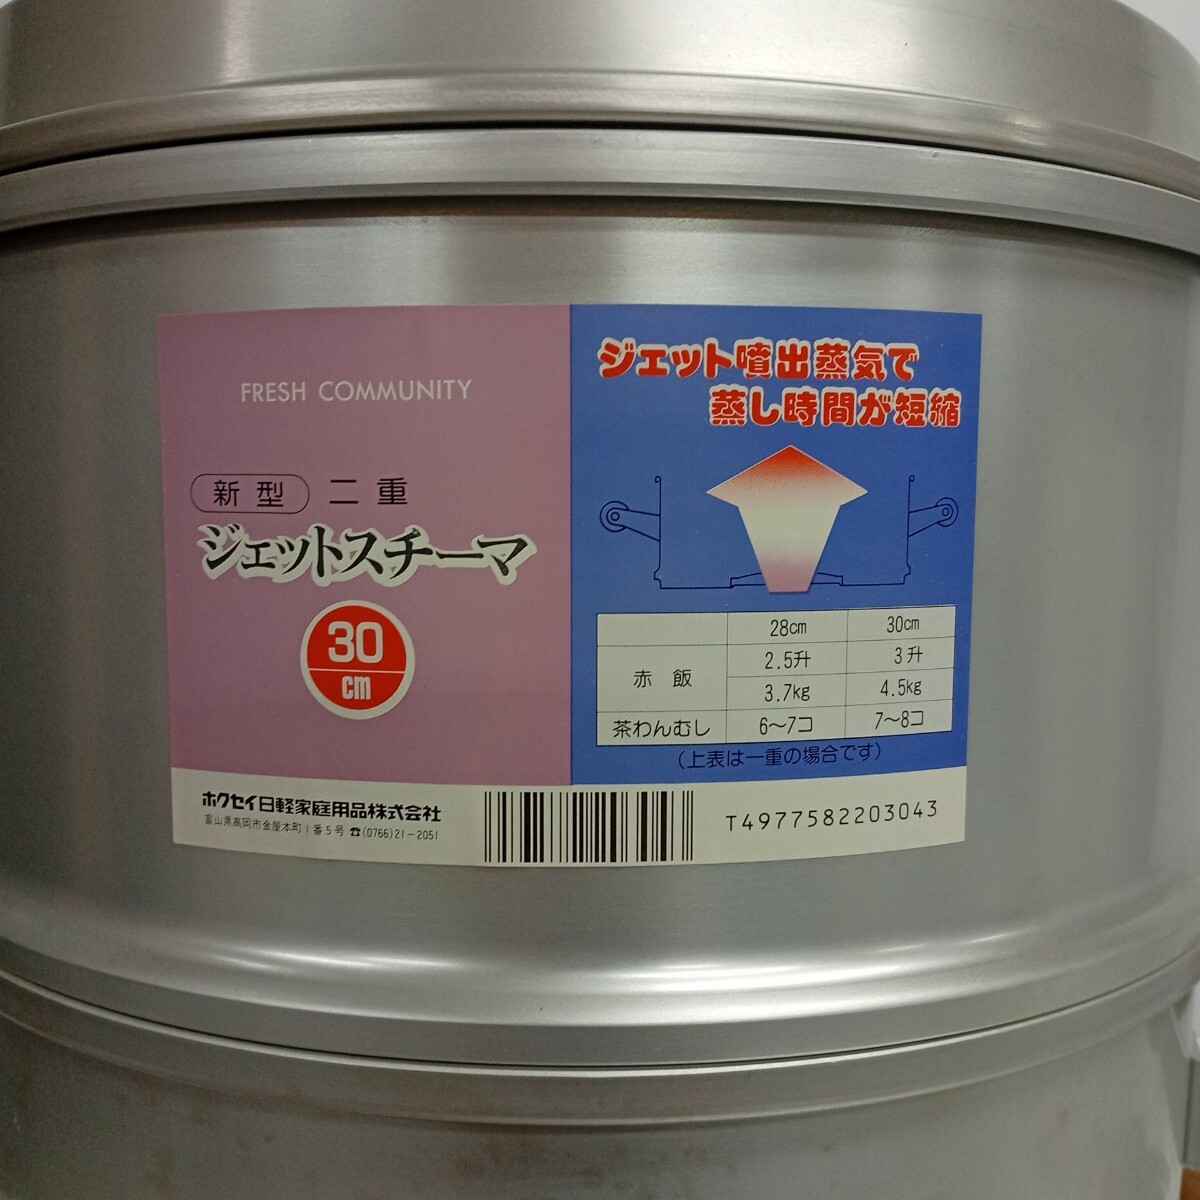 FRESH COMMUNITY
新型 二重
ジェットスチーマ
30
cm
ジェット噴出蒸気で
蒸し時間が短縮
28cm 30cm
赤飯 2.5升 3升
3.7kg 4.5kg
茶わんむし 6〜7コ 7〜8コ
(上表は一重の場合です)
ホクセイ日軽家庭用品株式会社
富山県高岡市金屋本町1番5号 ☎(0766)21-2051
T4977582203043